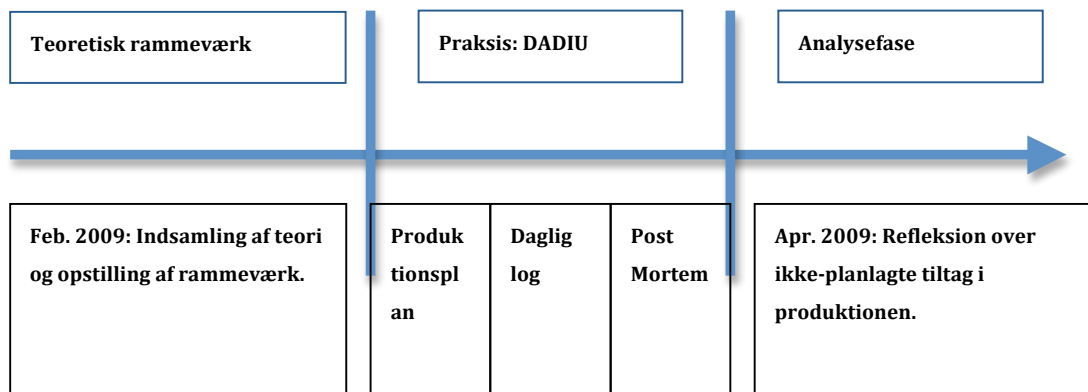 Teoretisk rammeværk
Praksis: DADIU
Analysefase
Feb. 2009: Indsamling af teori
og opstilling af rammeværk.
Produk
tionspl
an
Daglig
log
Post
Mortem
Apr. 2009: Refleksion over
ikke-planlagte tiltag i
produktionen.